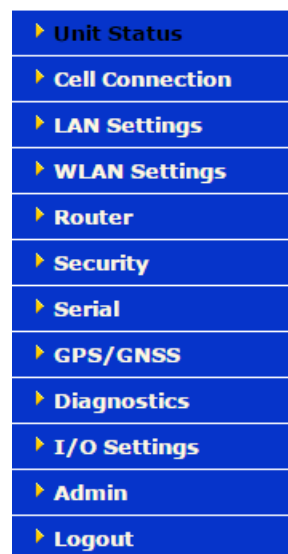 Unit Status
Cell Connection
LAN Settings
WLAN Settings
Router
Security
Serial
GPS/GNSS
Diagnostics
I/O Settings
Admin
Logout